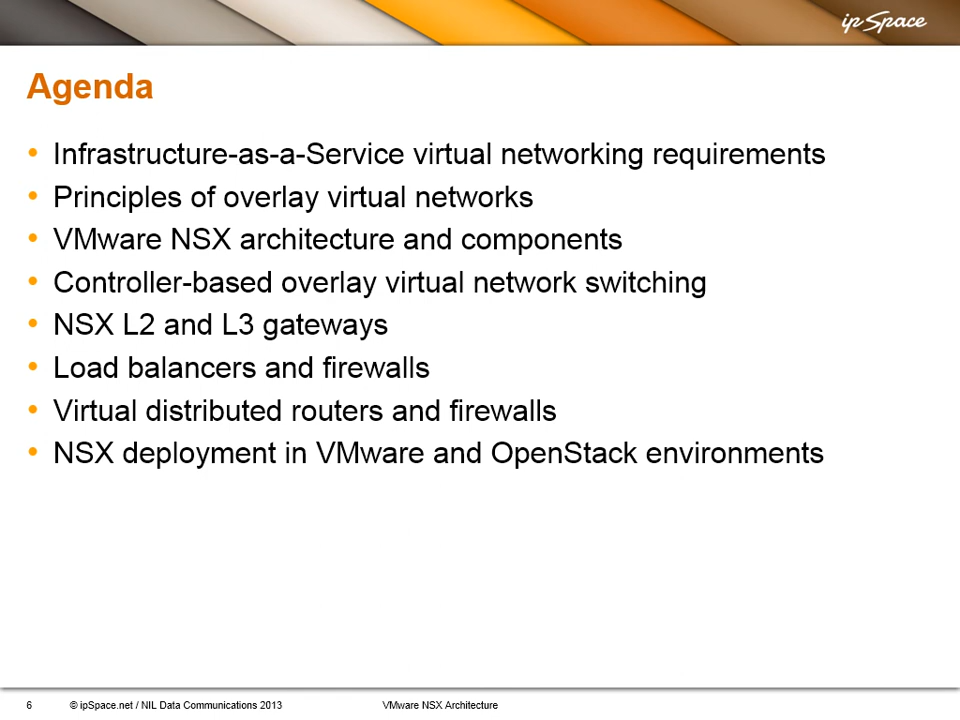 ipSpace
Agenda
• Infrastructure-as-a-Service virtual networking requirements
• Principles of overlay virtual networks
• VMware NSX architecture and components
• Controller-based overlay virtual network switching
• NSX L2 and L3 gateways
• Load balancers and firewalls
• Virtual distributed routers and firewalls
• NSX deployment in VMware and OpenStack environments
6 © ipSpace.net / NIL Data Communications 2013 VMware NSX Architecture